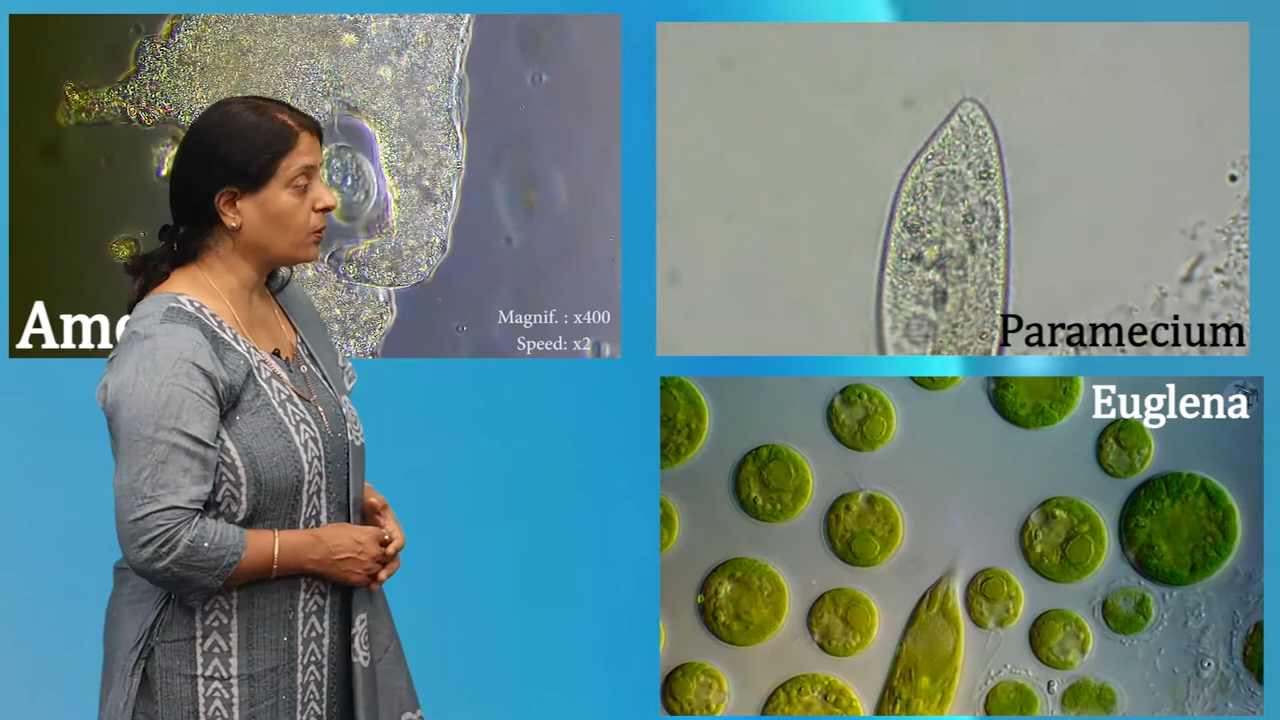 Magnif. : x400
Speed: x2
Paramecium
Euglena